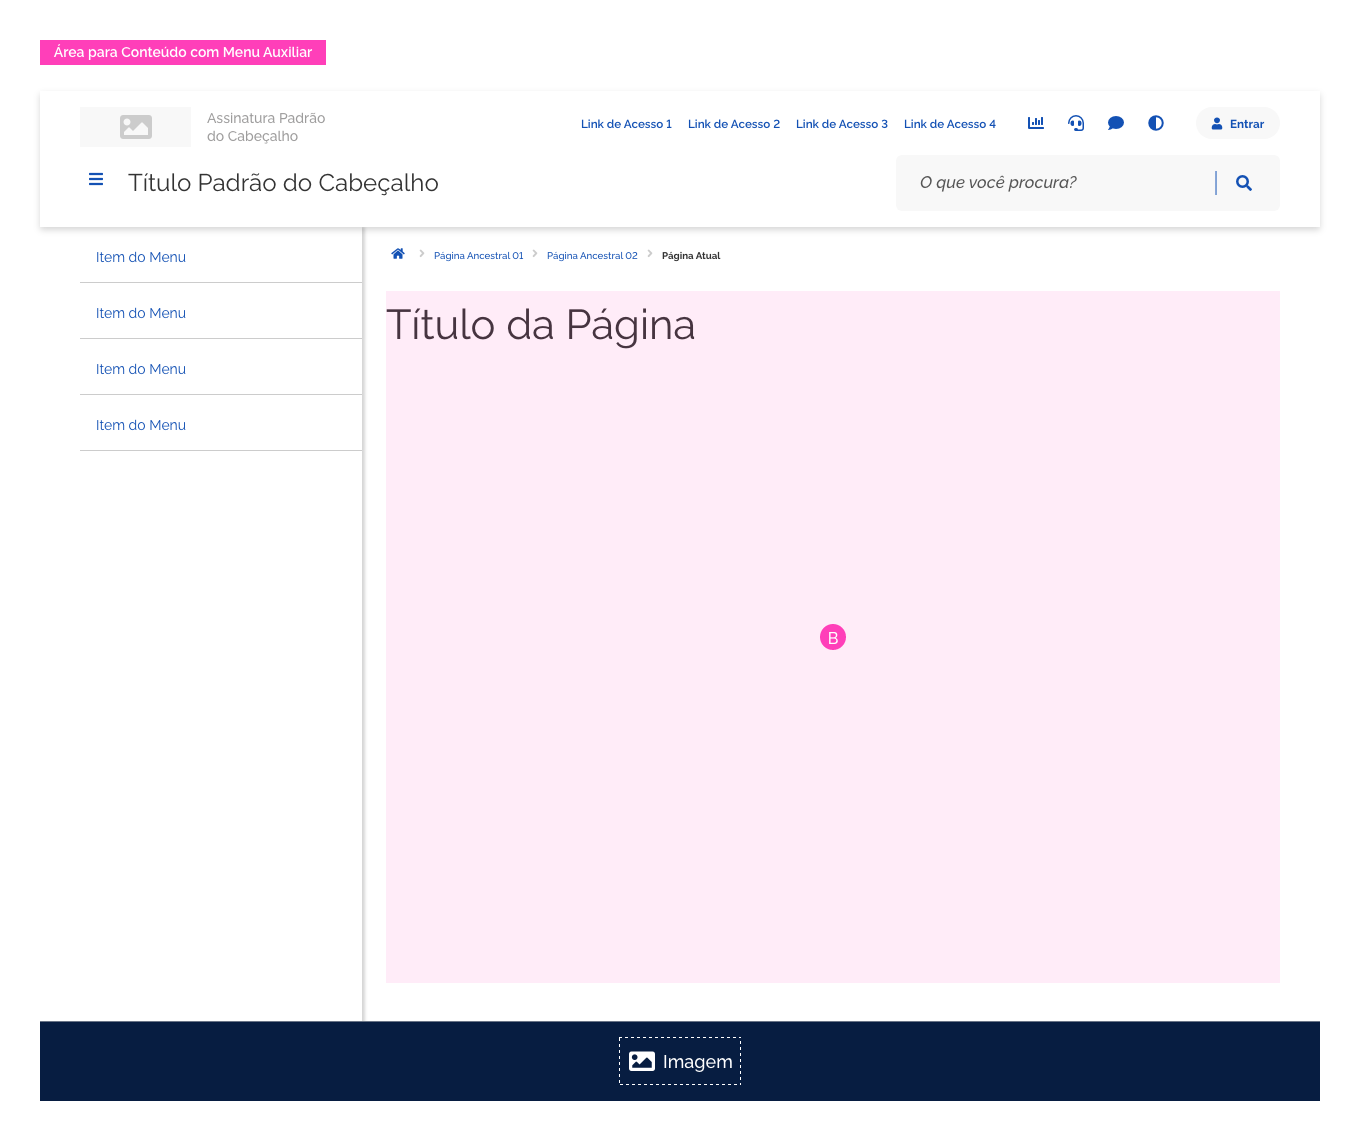 Área para Conteúdo com Menu Auxiliar
Assinatura Padrão
do Cabeçalho
Link de Acesso 1 Link de Acesso 2 Link de Acesso 3 Link de Acesso 4
Entrar
Título Padrão do Cabeçalho
O que você procura?
Item do Menu
Item do Menu
Item do Menu
Item do Menu
Página Ancestral 01 Página Ancestral 02 Página Atual
Título da Página
B
Imagem